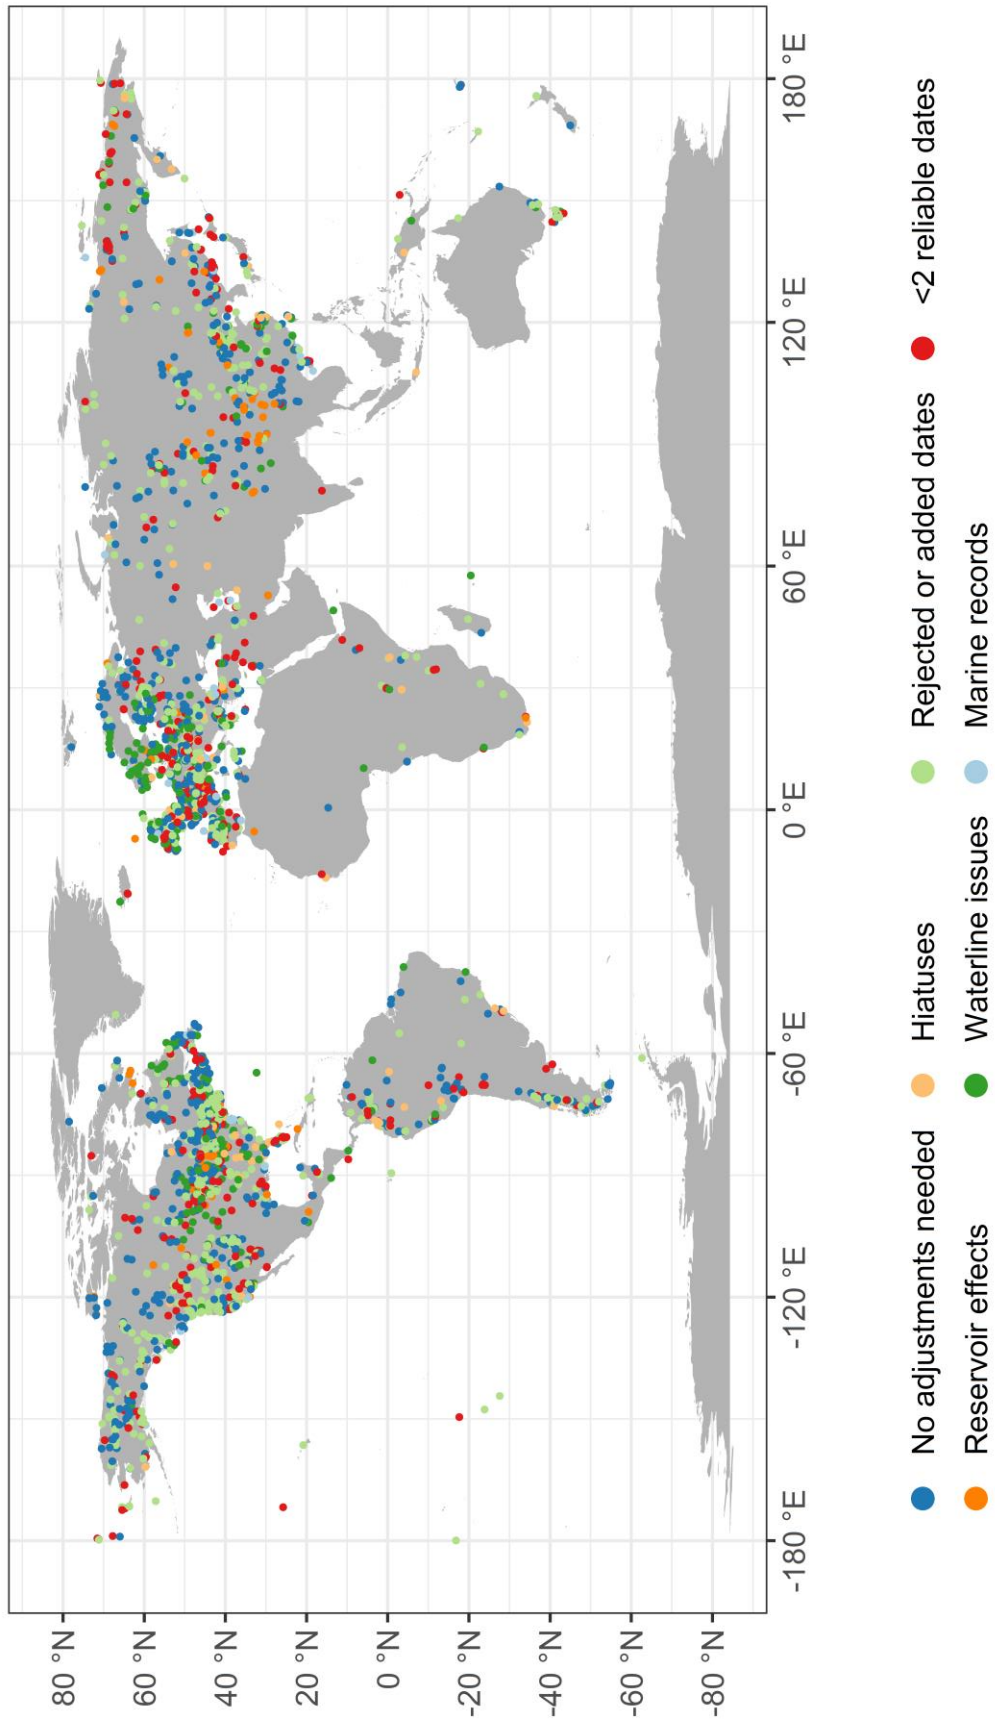 80 °N
60 °N
40 °N
20 °N
0 °N
-20 °N
-40 °N
-60 °N
-80 °N
-180 °E
-120 °E
-60 °E
0 °E
60 °E
120 °E
180 °E
No adjustments needed
Hiatuses
Rejected or added dates
<2 reliable dates
Reservoir effects
Waterline issues
Marine records